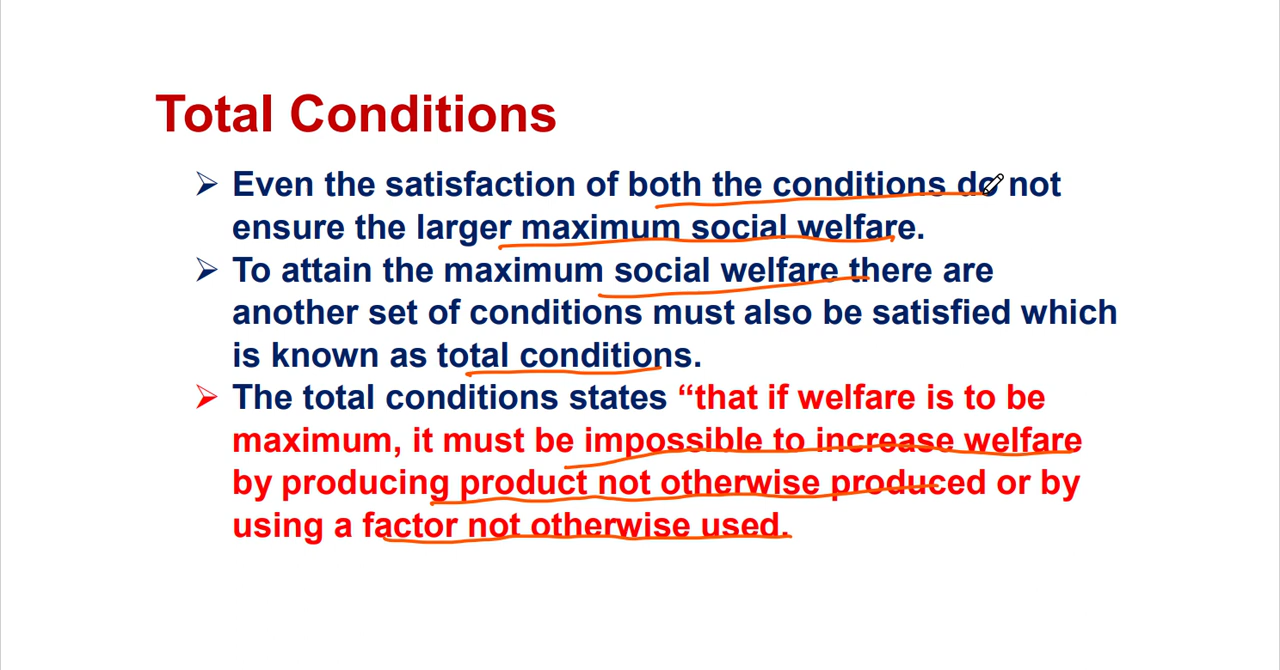 Total Conditions
➢ Even the satisfaction of both the conditions do not
ensure the larger maximum social welfare.
➢ To attain the maximum social welfare there are
another set of conditions must also be satisfied which
is known as total conditions.
➢ The total conditions states “that if welfare is to be
maximum, it must be impossible to increase welfare
by producing product not otherwise produced or by
using a factor not otherwise used.